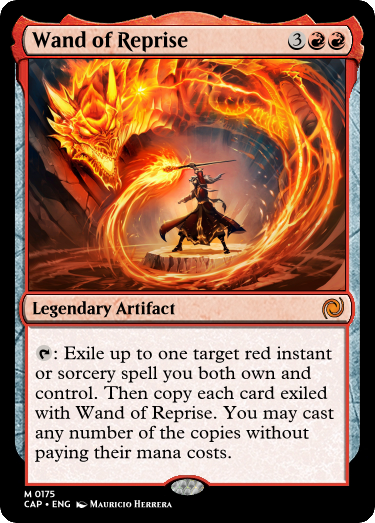 Wand of Reprise 3
Legendary Artifact
: Exile up to one target red instant
or sorcery spell you both own and
control. Then copy each card exiled
with Wand of Reprise. You may cast
any number of the copies without
paying their mana costs.
M 0175
CAP • ENG Mauricio Herrera